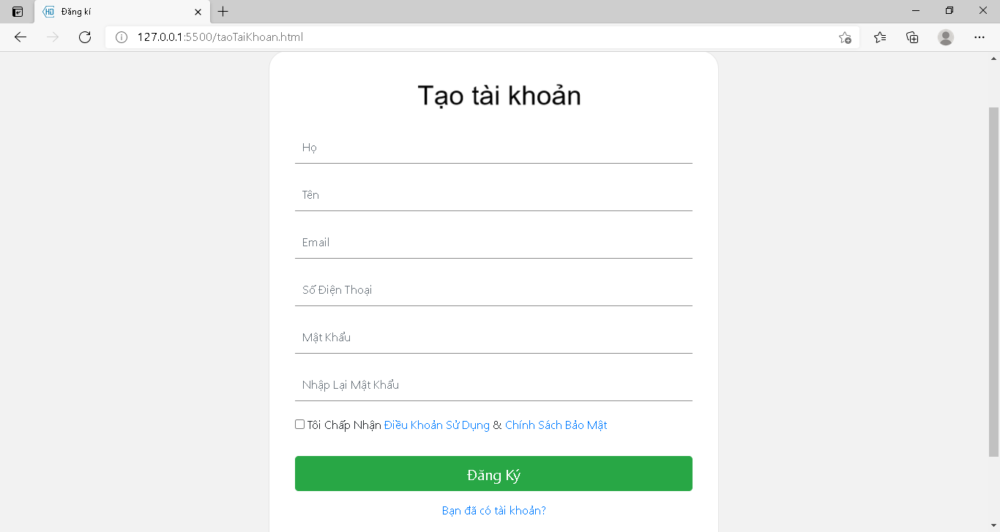 HD Đăng kí
127.0.0.1:5500/taoTaiKhoan.html
Tạo tài khoản
Họ
Tên
Email
Số Điện Thoại
Mật Khẩu
Nhập Lại Mật Khẩu
Tôi Chấp Nhận Điều Khoản Sử Dụng & Chính Sách Bảo Mật
Đăng Ký
Bạn đã có tài khoản?